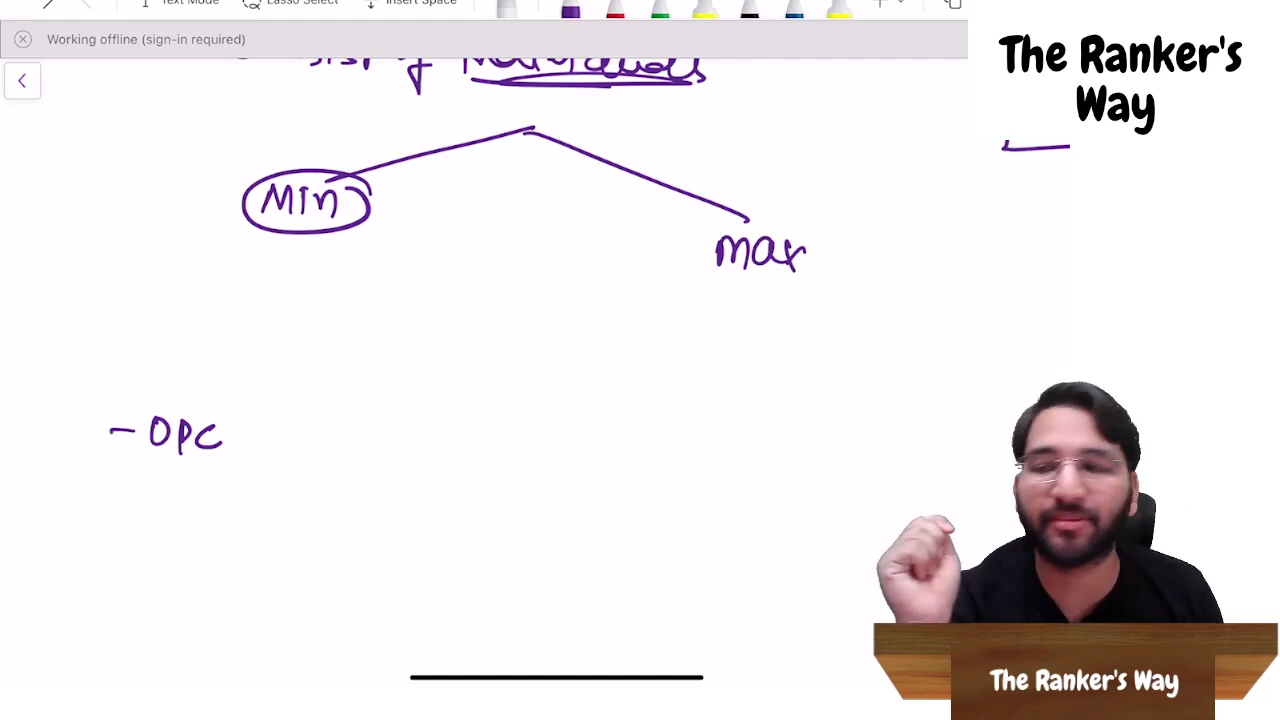 Text Mode
Lasso Select
Insert Space
Working offline (sign-in required)
The Ranker's
Way
of
Min
max
- OPC
The Ranker's Way